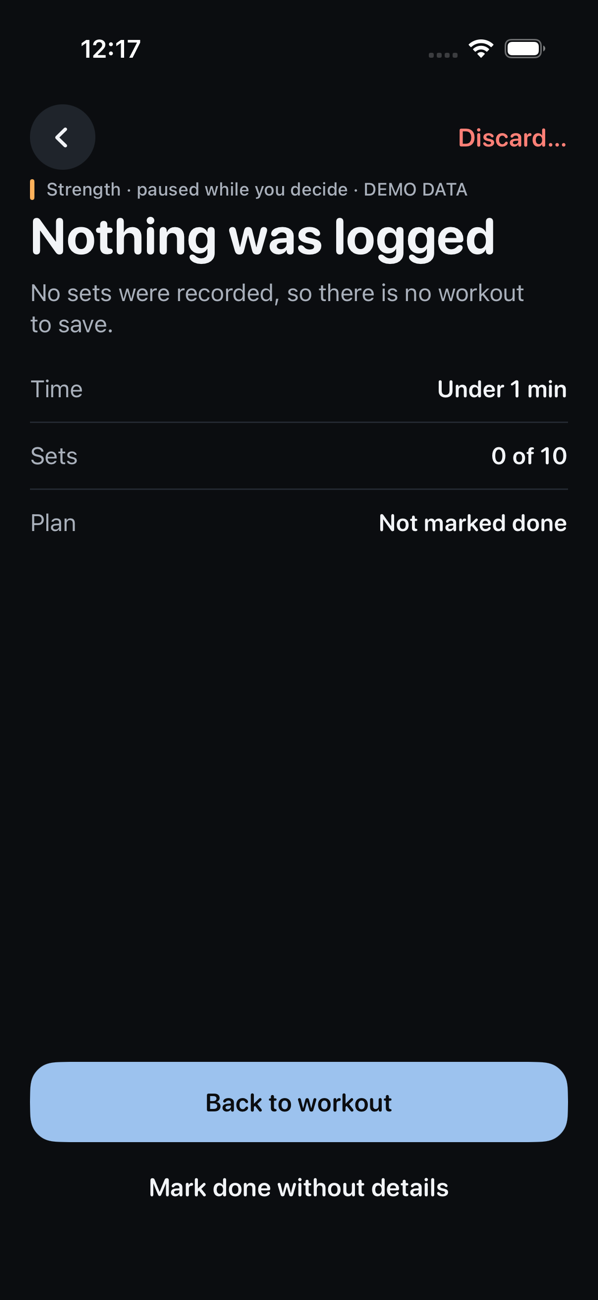 12:17
Discard...
Strength · paused while you decide · DEMO DATA
Nothing was logged
No sets were recorded, so there is no workout
to save.
Time
Under 1 min
Sets
0 of 10
Plan
Not marked done
Back to workout
Mark done without details